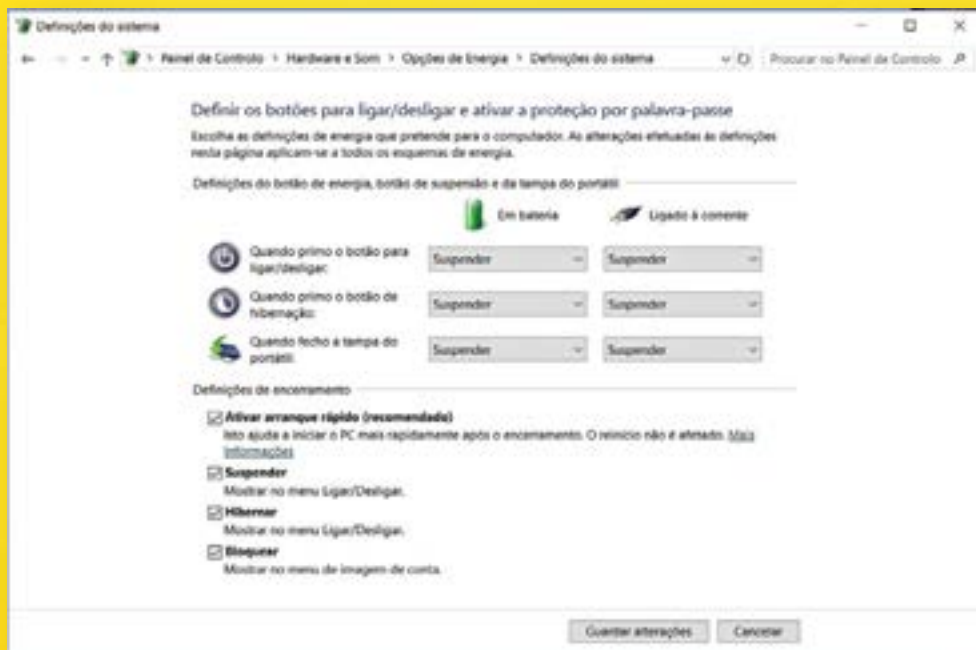 Definições do sistema
Painel de Controlo > Hardware e Som > Opções de Energia > Definições do sistema
Procurar no Painel de Controlo
Definir os botões para ligar/desligar e ativar a proteção por palavra-passe
Escolha as definições de energia que pretende para o computador. As alterações efetuadas às definições
nesta página aplicam-se a todos os esquemas de energia.
Definições do botão de energia, botão de suspensão e da tampa do portátil
Em bateria
Ligado à corrente
Quando primo o botão para
ligar/desligar:
Suspender
Suspender
Quando primo o botão de
hibernação:
Suspender
Suspender
Quando fecho a tampa do
portátil:
Suspender
Suspender
Definições de encerramento
Ativar arranque rápido (recomendado)
Isto ajuda a iniciar o PC mais rapidamente após o encerramento. O reinício não é afetado. Mais
Informações
Suspender
Mostrar no menu Ligar/Desligar.
Hibernar
Mostrar no menu Ligar/Desligar.
Bloquear
Mostrar no menu de imagem de conta.
Guardar alterações
Cancelar